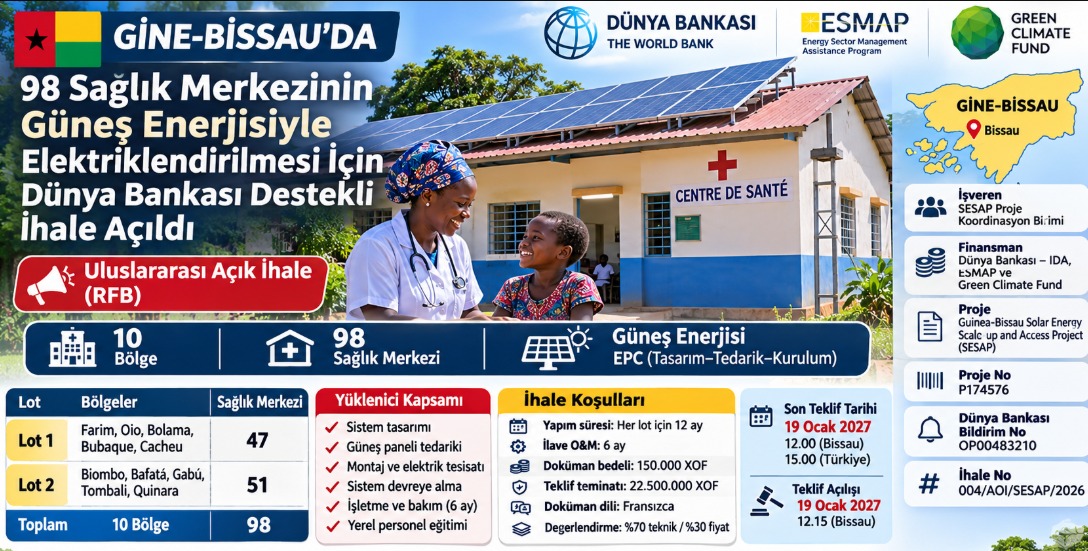 GİNE-BISSAU'DA
98 Sağlık Merkezinin
Güneş Enerjisiyle
Elektriklendirilmesi İçin
Dünya Bankası Destekli
İhale Açıldı
Uluslararası Açık İhale
(RFB)
DÜNYA BANKASI
THE WORLD BANK
ESMAP
Energy Sector Management
Assistance Program
GREEN
CLIMATE
FUND
CENTRE DE SANTÉ
GİNE-BİSSAU
Bissau
İşveren
SESAP Proje
Koordinasyon Birimi
Finansman
Dünya Bankası – IDA,
ESMAP ve
Green Climate Fund
Proje
Guinea-Bissau Solar Energy
Scale up and Access Project
(SESAP)
Proje No
P174576
Dünya Bankası
Bildirim No
OP00483210
İhale No
004/AOI/SESAP/2026
10
Bölge
98
Sağlık Merkezi
Güneş Enerjisi
EPC (Tasarım–Tedarik–Kurulum)
Lot Bölgeler Sağlık Merkezi
Lot 1 Farim, Oio, Bolama, 47
Bubaque, Cacheu
Lot 2 Biombo, Bafatá, Gabú, 51
Tombali, Quinara
Toplam 10 Bölge 98
Yüklenici Kapsamı
Sistem tasarımı
Güneş paneli tedariki
Montaj ve elektrik tesisatı
Sistem devreye alma
İşletme ve bakım (6 ay)
Yerel personel eğitimi
İhale Koşulları
Yapım süresi: Her lot için 12 ay
İlave O&M: 6 ay
Doküman bedeli: 150.000 XOF
Teklif teminatı: 22.500.000 XOF
Doküman dili: Fransızca
Degerlendirme: %70 teknik / %30 fiyat
Son Teklif Tarihi
19 Ocak 2027
12.00 (Bissau)
15.00 (Türkiye)
Teklif Açılışı
19 Ocak 2027
12.15 (Bissau)